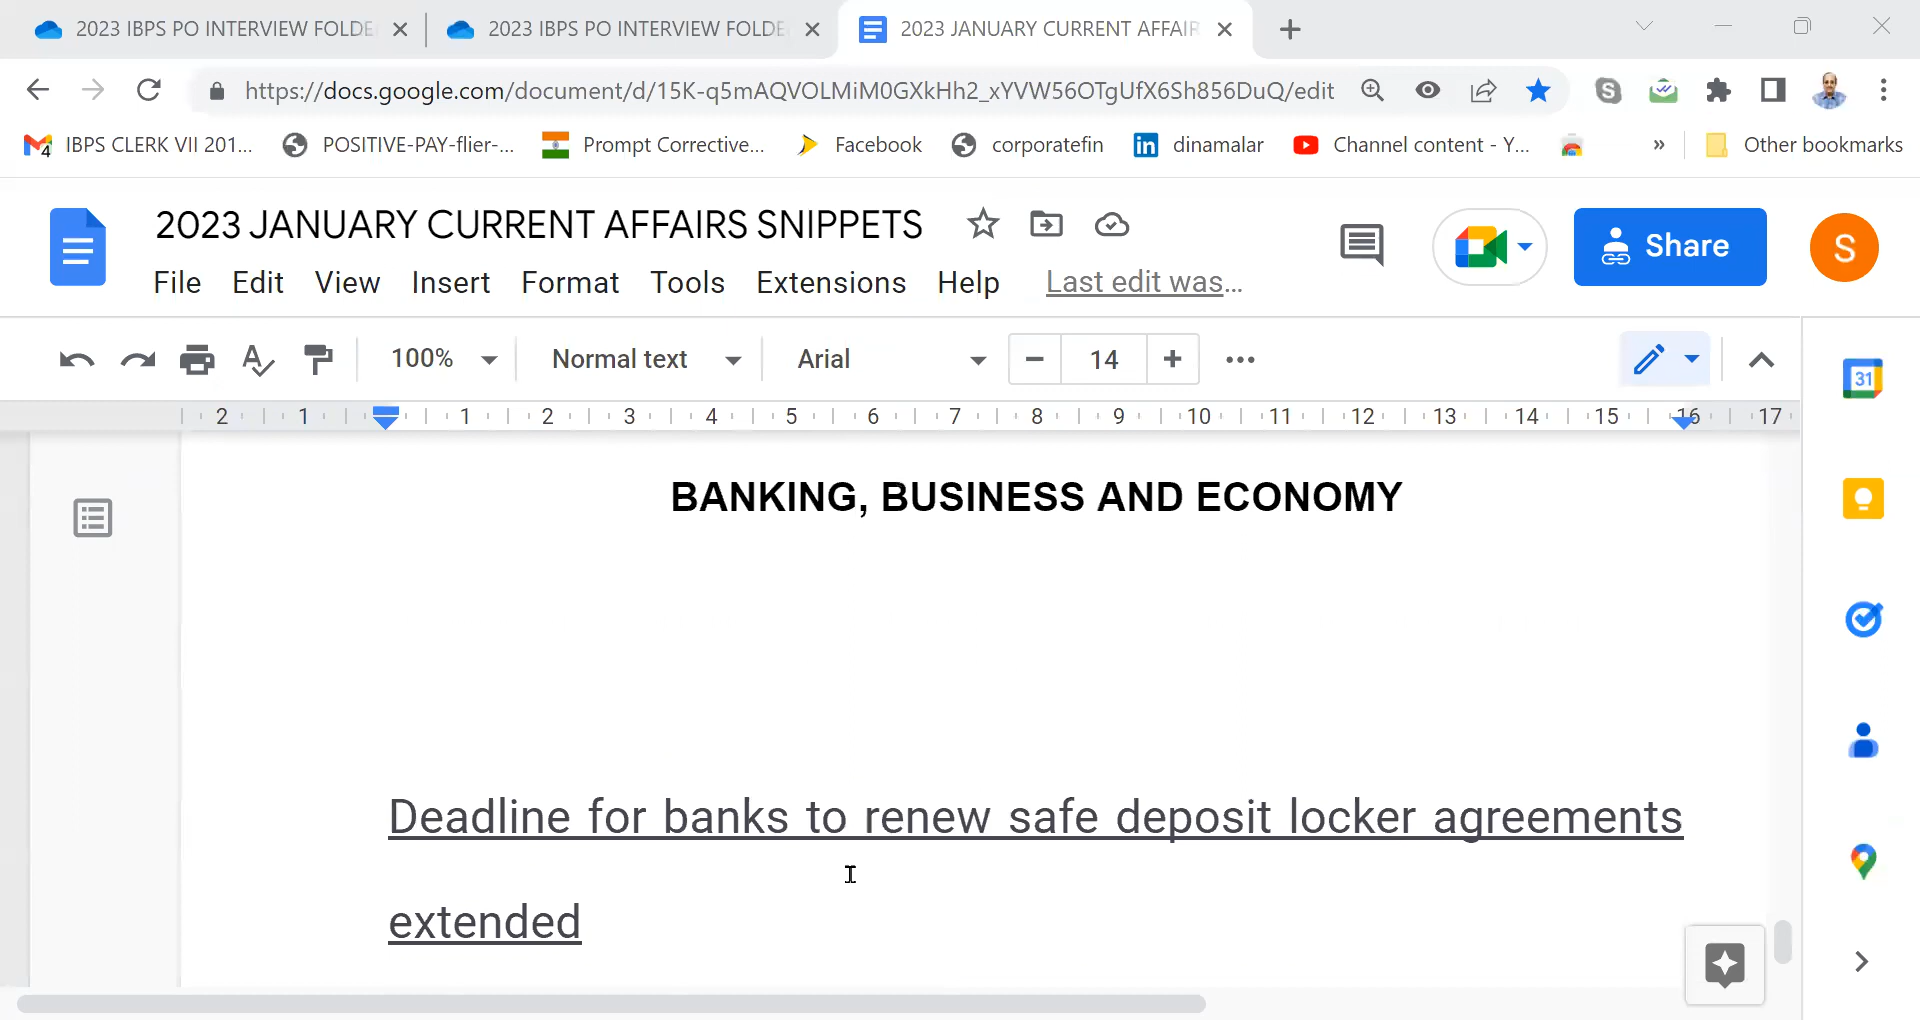 2023 IBPS PO INTERVIEW FOLDE
2023 IBPS PO INTERVIEW FOLDE
2023 JANUARY CURRENT AFFAIR
https://docs.google.com/document/d/15K-q5mAQVOLMiM0GXkHh2_xYVW56OTgUfX6Sh856DuQ/edit
4 IBPS CLERK VII 201... POSITIVE-PAY-flier-... Prompt Corrective... Facebook corporatefin dinamalar Channel content - Y... » Other bookmarks
2023 JANUARY CURRENT AFFAIRS SNIPPETS
Share
S
File Edit View Insert Format Tools Extensions Help Last edit was...
100% Normal text Arial 14
31
2 1 1 2 3 4 5 6 7 8 9 10 11 12 13 14 15 16 17
BANKING, BUSINESS AND ECONOMY
Deadline for banks to renew safe deposit locker agreements
extended